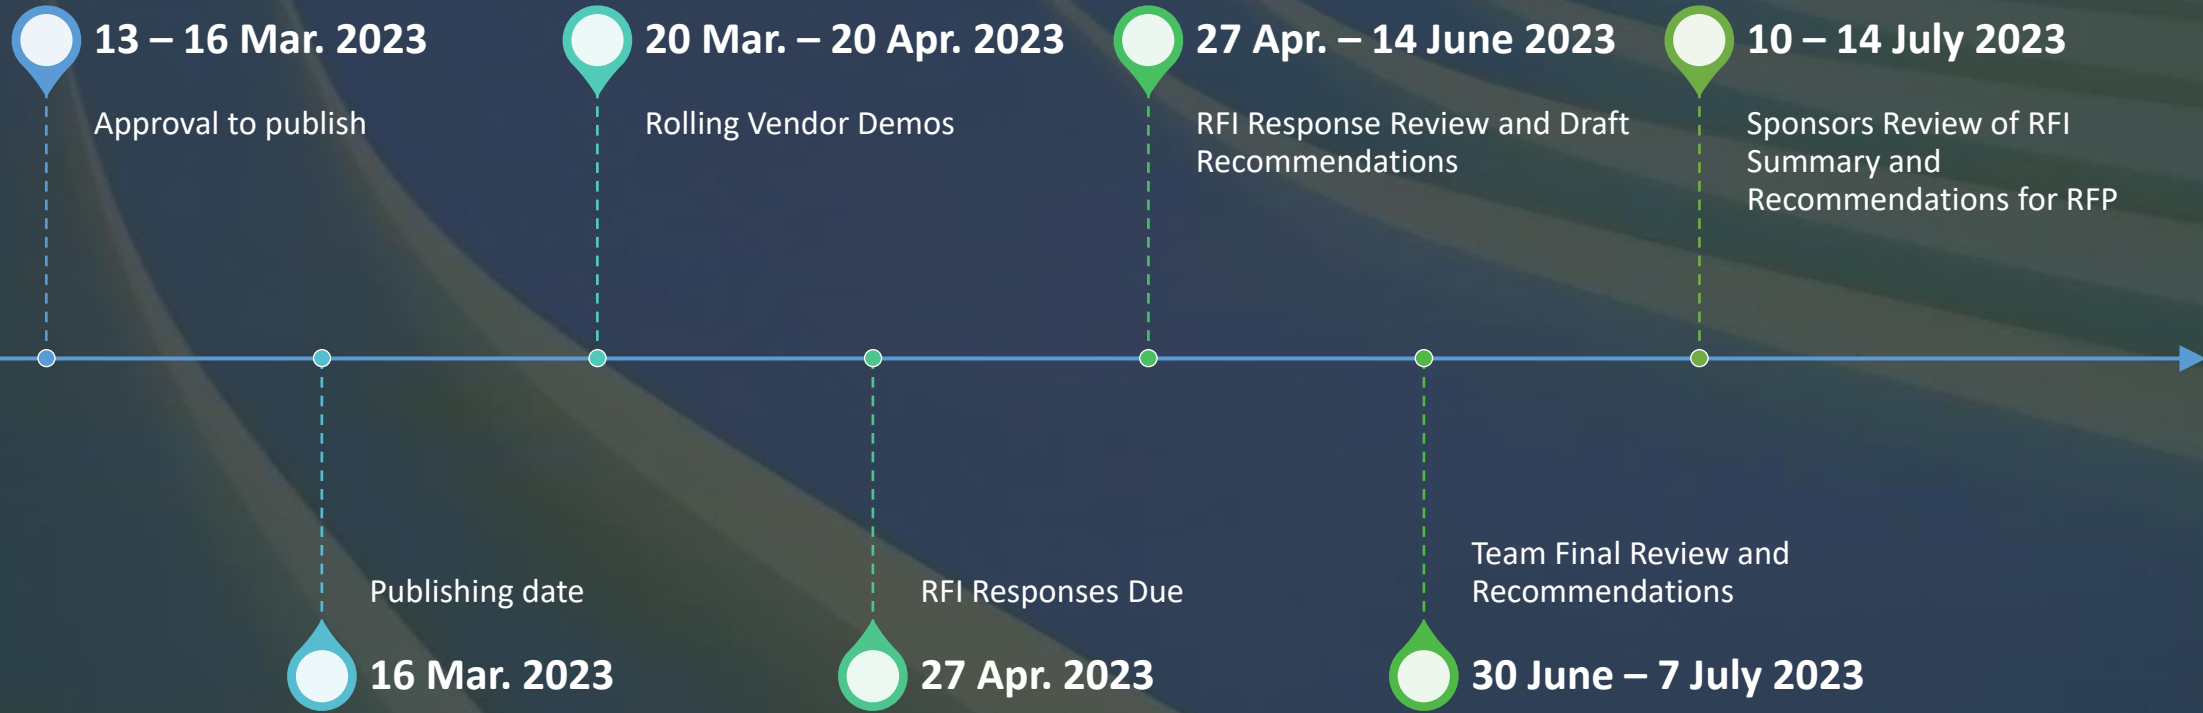 13 – 16 Mar. 2023
Approval to publish
Publishing date
16 Mar. 2023
20 Mar. – 20 Apr. 2023
Rolling Vendor Demos
RFI Responses Due
27 Apr. 2023
27 Apr. – 14 June 2023
RFI Response Review and Draft
Recommendations
Team Final Review and
Recommendations
30 June – 7 July 2023
10 – 14 July 2023
Sponsors Review of RFI
Summary and
Recommendations for RFP